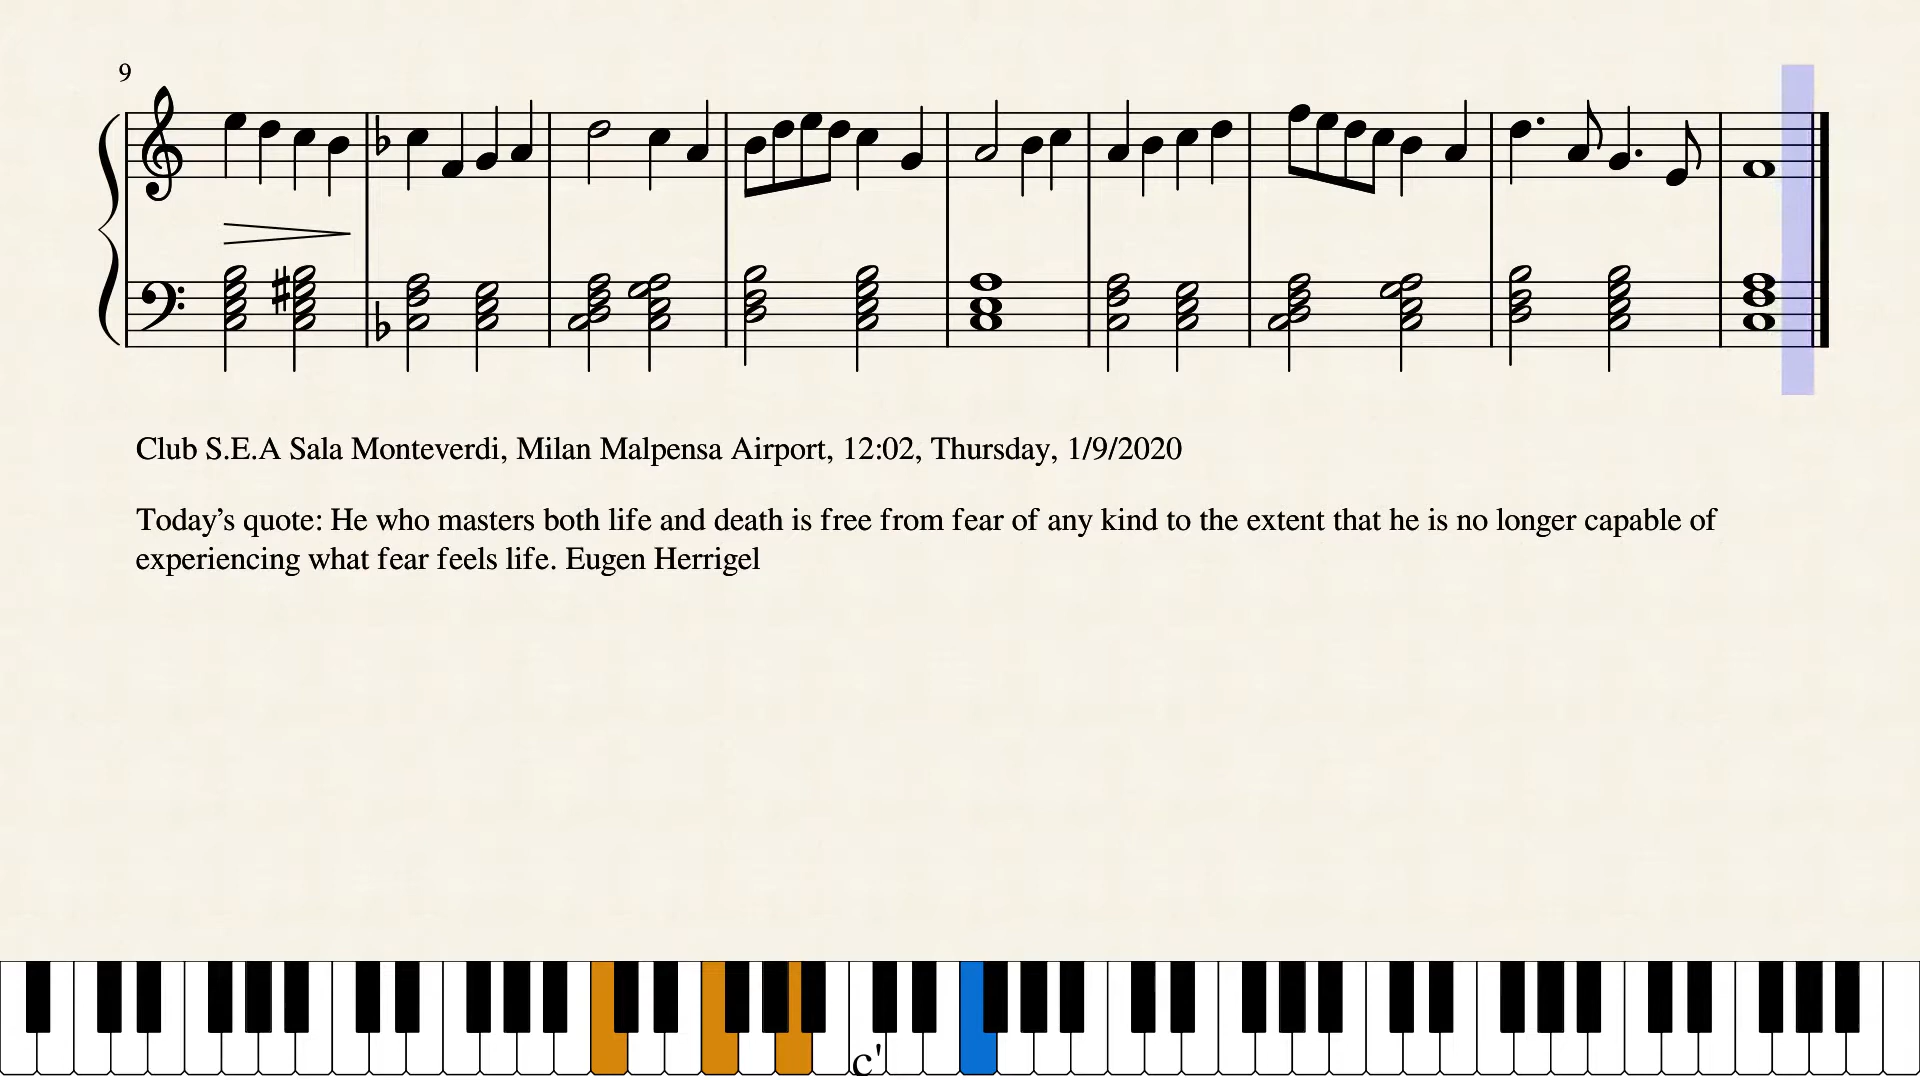 9
Club S.E.A Sala Monteverdi, Milan Malpensa Airport, 12:02, Thursday, 1/9/2020
Today’s quote: He who masters both life and death is free from fear of any kind to the extent that he is no longer capable of
experiencing what fear feels life. Eugen Herrigel
c'